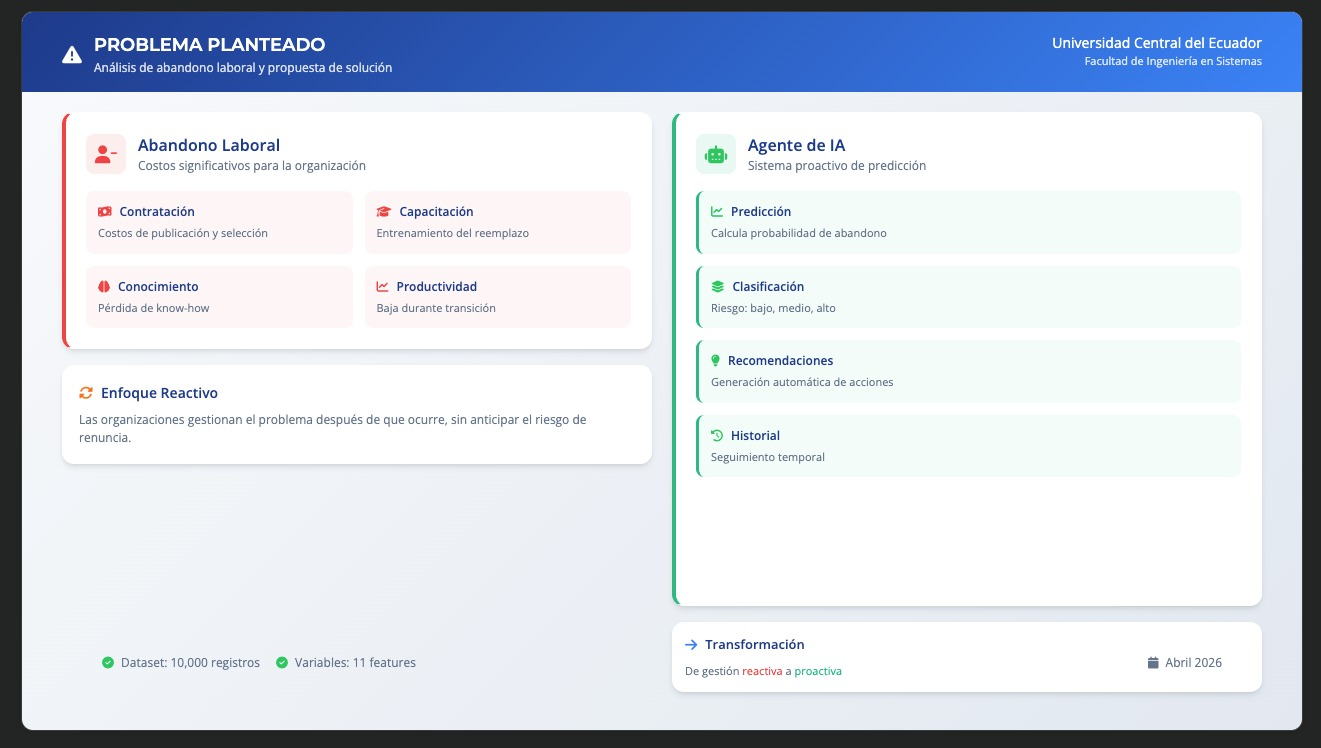 PROBLEMA PLANTEADO
Análisis de abandono laboral y propuesta de solución
Universidad Central del Ecuador
Facultad de Ingeniería en Sistemas
Abandono Laboral
Costos significativos para la organización
Contratación
Costos de publicación y selección
Capacitación
Entrenamiento del reemplazo
Conocimiento
Pérdida de know-how
Productividad
Baja durante transición
Enfoque Reactivo
Las organizaciones gestionan el problema después de que ocurre, sin anticipar el riesgo de
renuncia.
Dataset: 10,000 registros
Variables: 11 features
Agente de IA
Sistema proactivo de predicción
Predicción
Calcula probabilidad de abandono
Clasificación
Riesgo: bajo, medio, alto
Recomendaciones
Generación automática de acciones
Historial
Seguimiento temporal
Transformación
De gestión reactiva a proactiva
Abril 2026